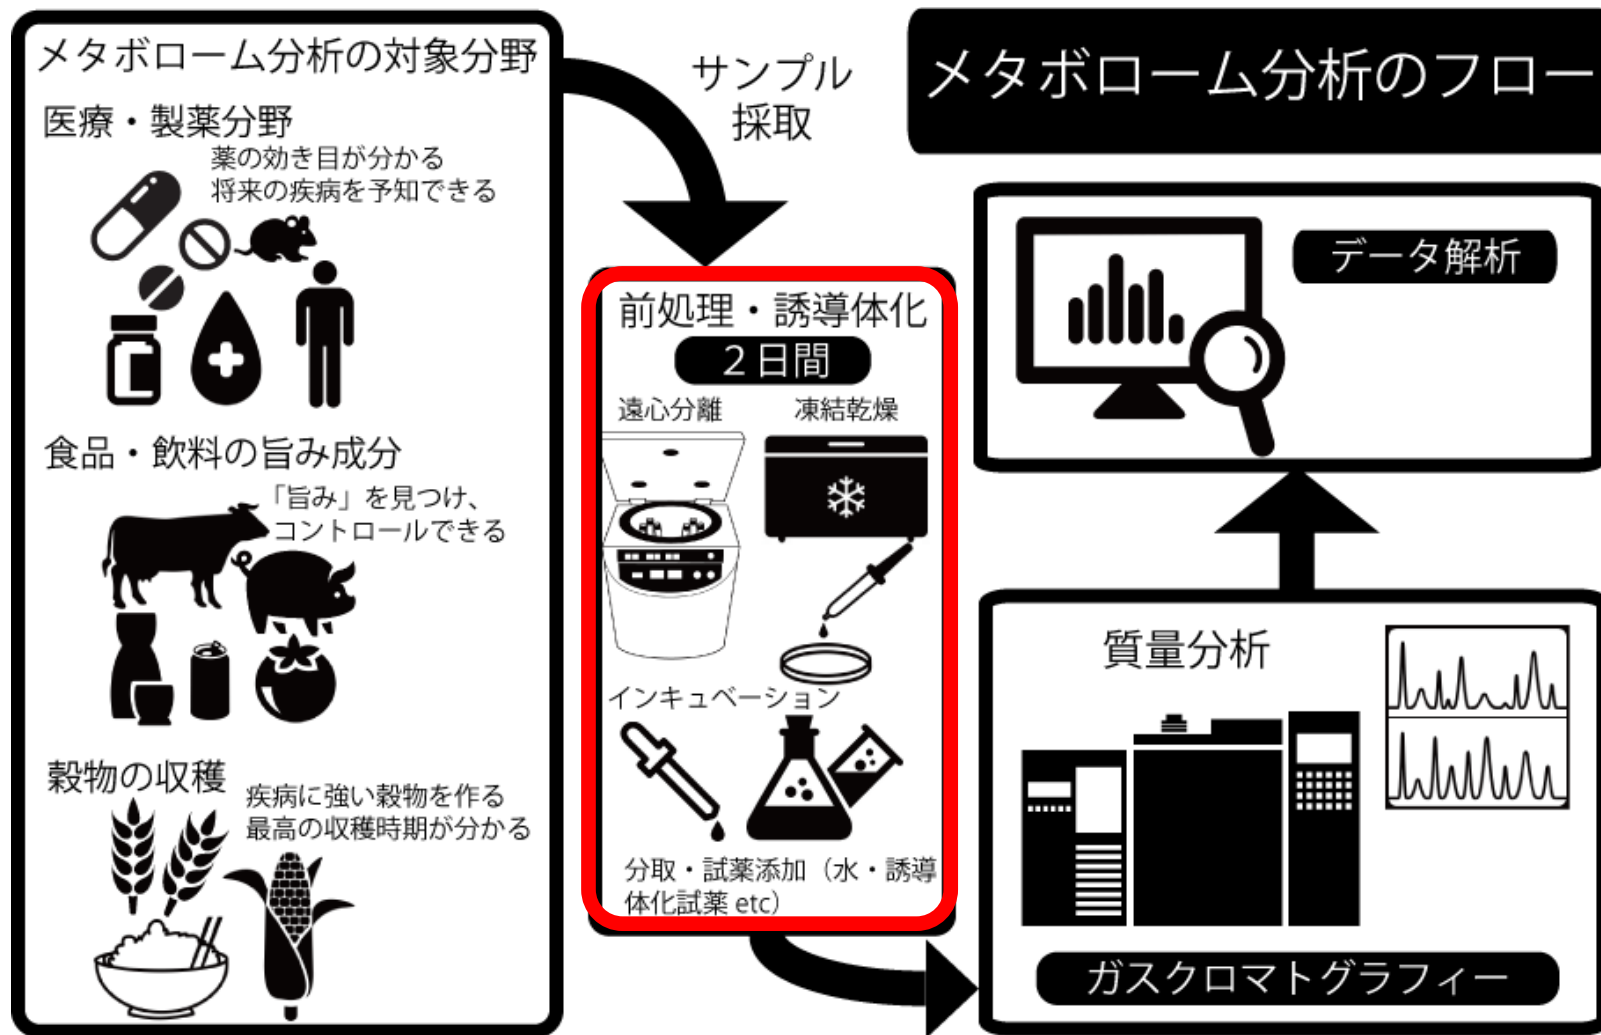 メタボローム分析の対象分野
医療・製薬分野
薬の効き目が分かる
将来の疾病を予知できる
食品・飲料の旨み成分
「旨み」を見つけ、
コントロールできる
穀物の収穫
疾病に強い穀物を作る
最高の収穫時期が分かる
サンプル
採取
メタボローム分析のフロー
前処理・誘導体化
２日間
遠心分離
凍結乾燥
インキュベーション
分取・試薬添加（水・誘導
体化試薬 etc）
質量分析
ガスクロマトグラフィー
データ解析